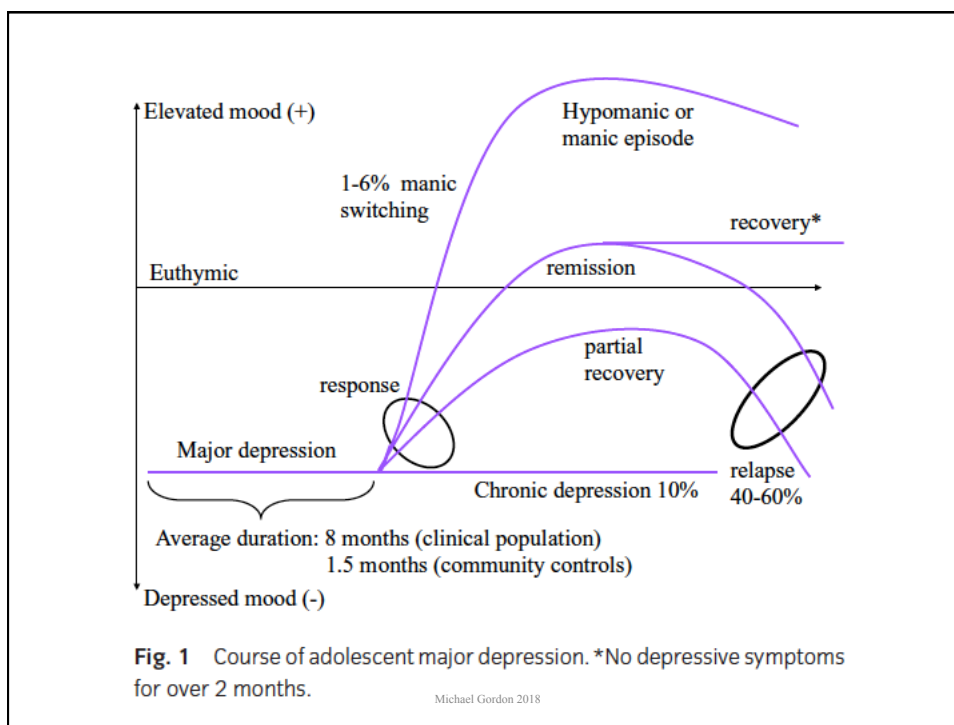 Elevated mood (+)
Hypomanic or
manic episode
1-6% manic
switching
recovery*
Euthymic
remission
partial
recovery
response
Major depression
Chronic depression 10%
relapse
40-60%
Average duration: 8 months (clinical population)
1.5 months (community controls)
Depressed mood (-)
Fig. 1 Course of adolescent major depression. *No depressive symptoms
for over 2 months.
Michael Gordon 2018